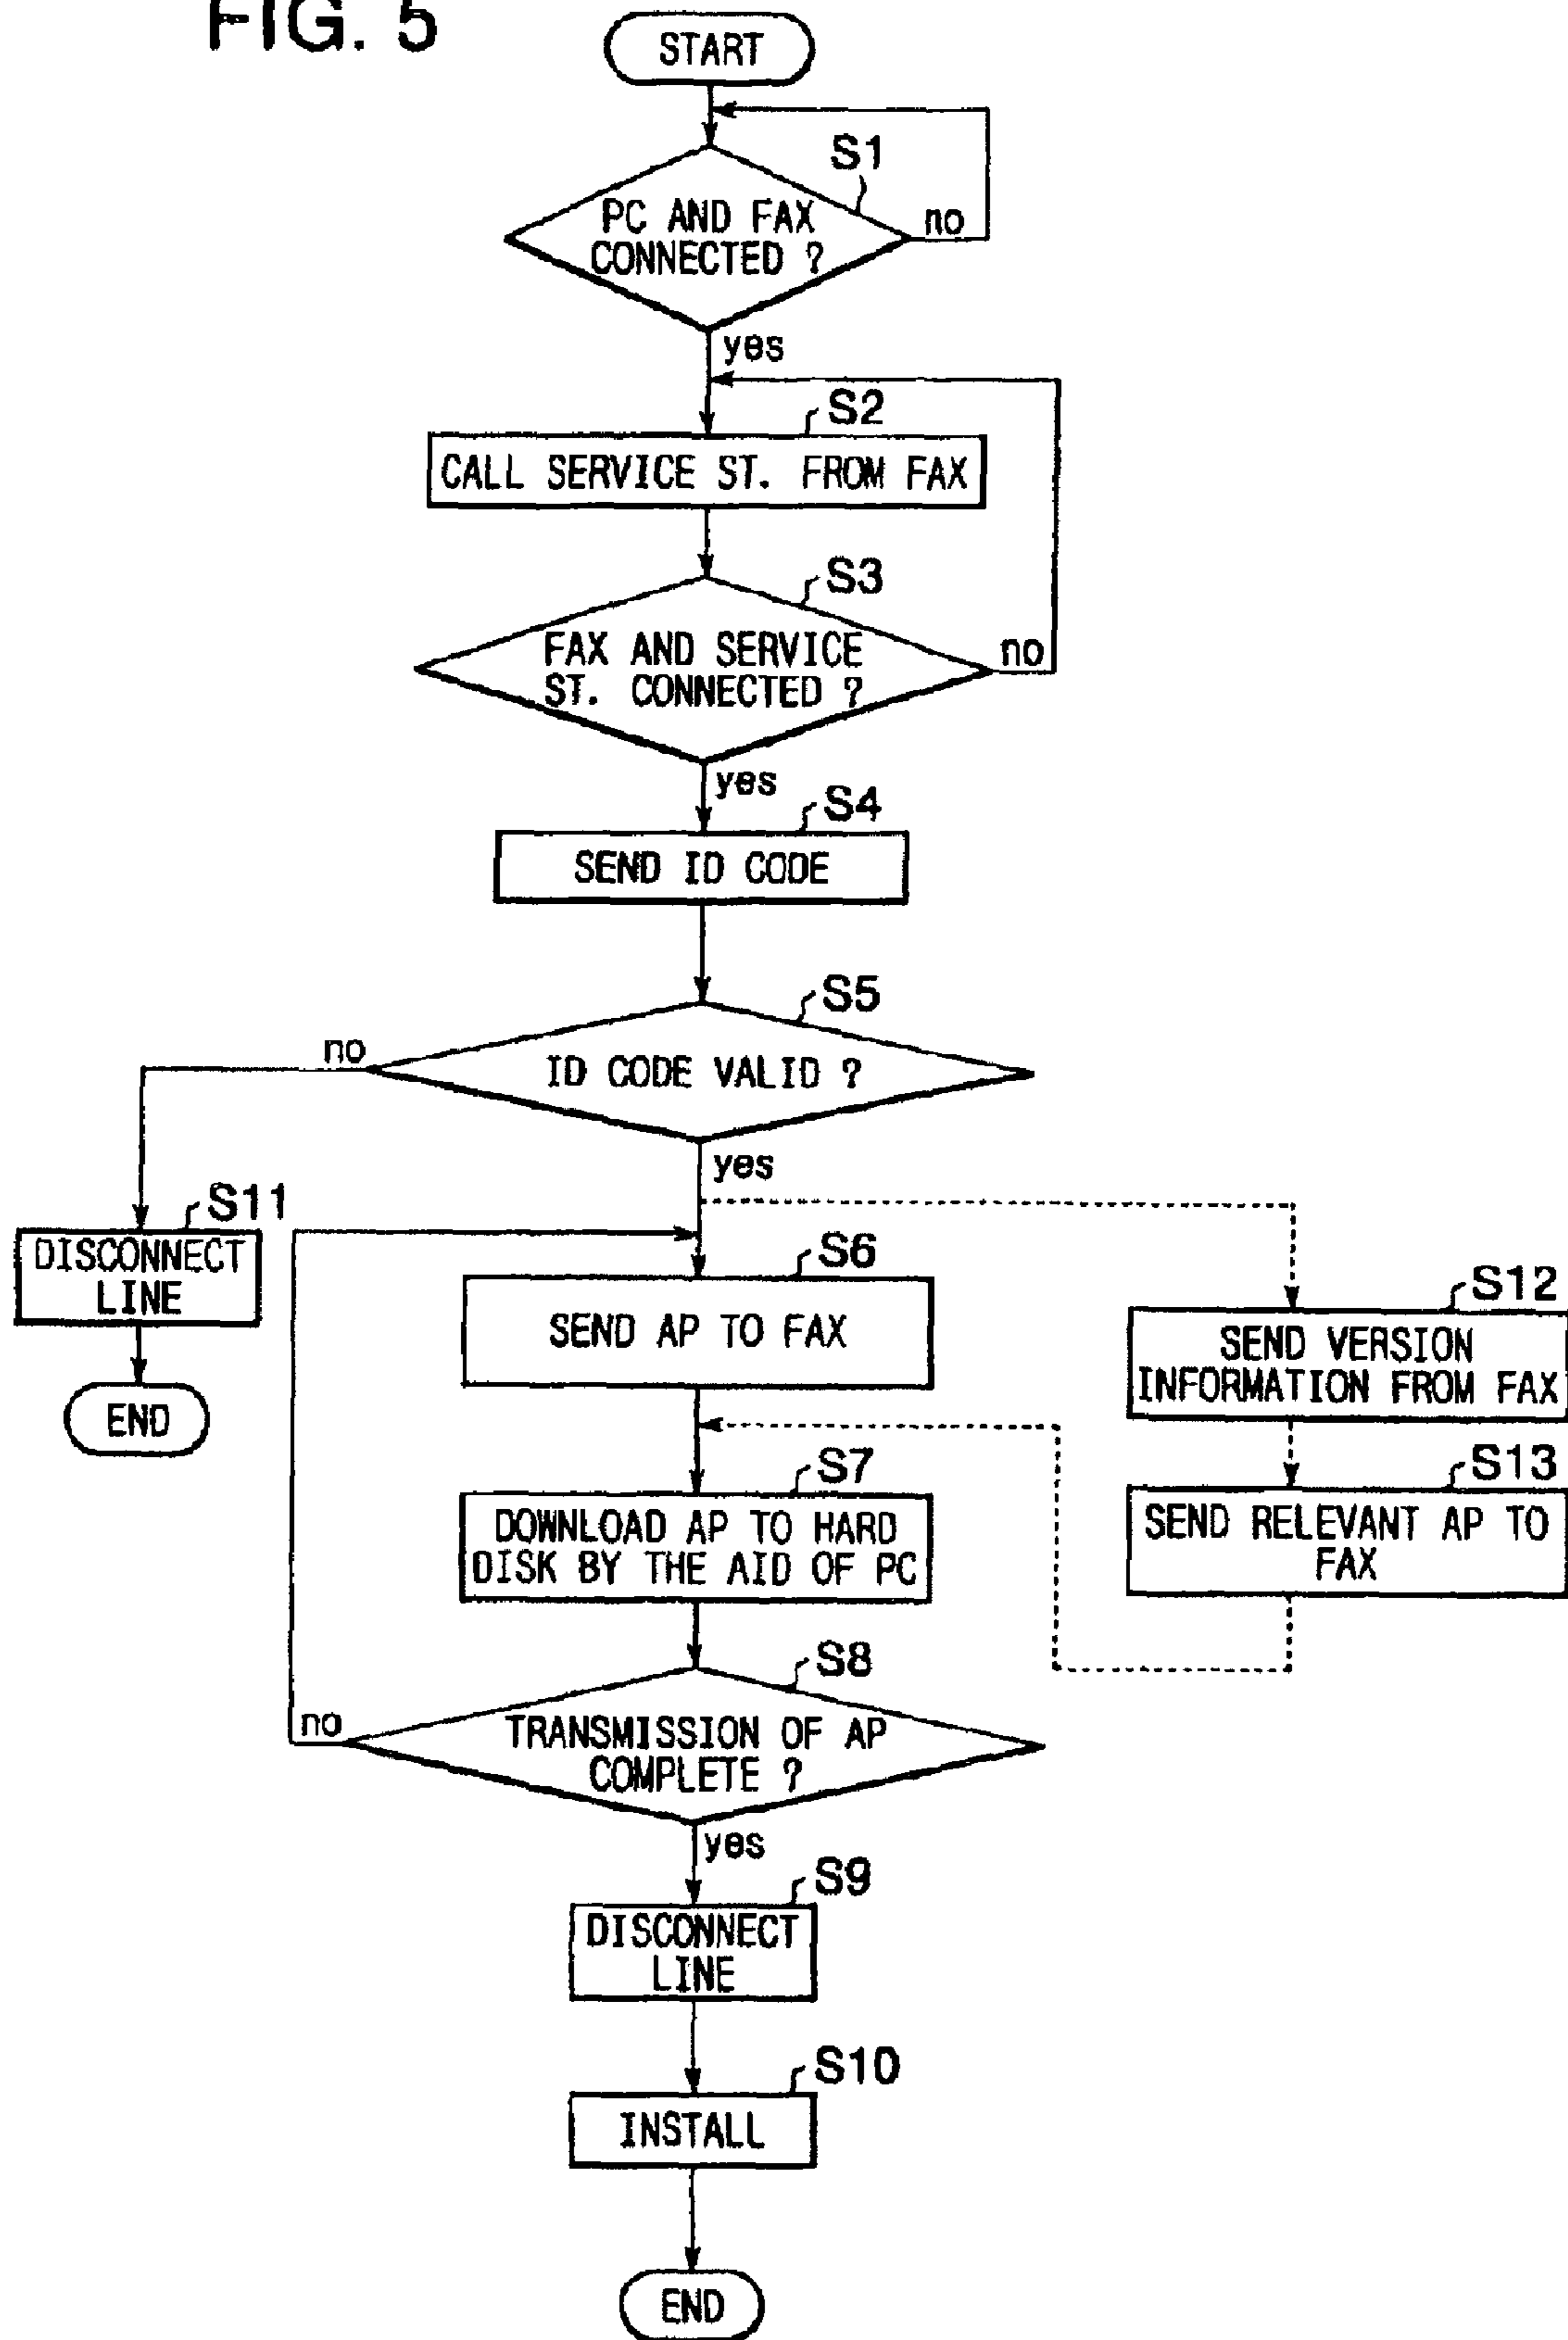 FIG. 5
START
S1
PC AND FAX
CONNECTED ?
no
yes
S2
CALL SERVICE ST. FROM FAX
S3
FAX AND SERVICE
ST. CONNECTED ?
no
yes
S4
SEND ID CODE
S5
ID CODE VALID ?
no
yes
S11
DISCONNECT
LINE
END
S6
SEND AP TO FAX
S12
SEND VERSION
INFORMATION FROM FAX
S7
DOWNLOAD AP TO HARD
DISK BY THE AID OF PC
S13
SEND RELEVANT AP TO
FAX
S8
TRANSMISSION OF AP
COMPLETE ?
no
yes
S9
DISCONNECT
LINE
S10
INSTALL
END